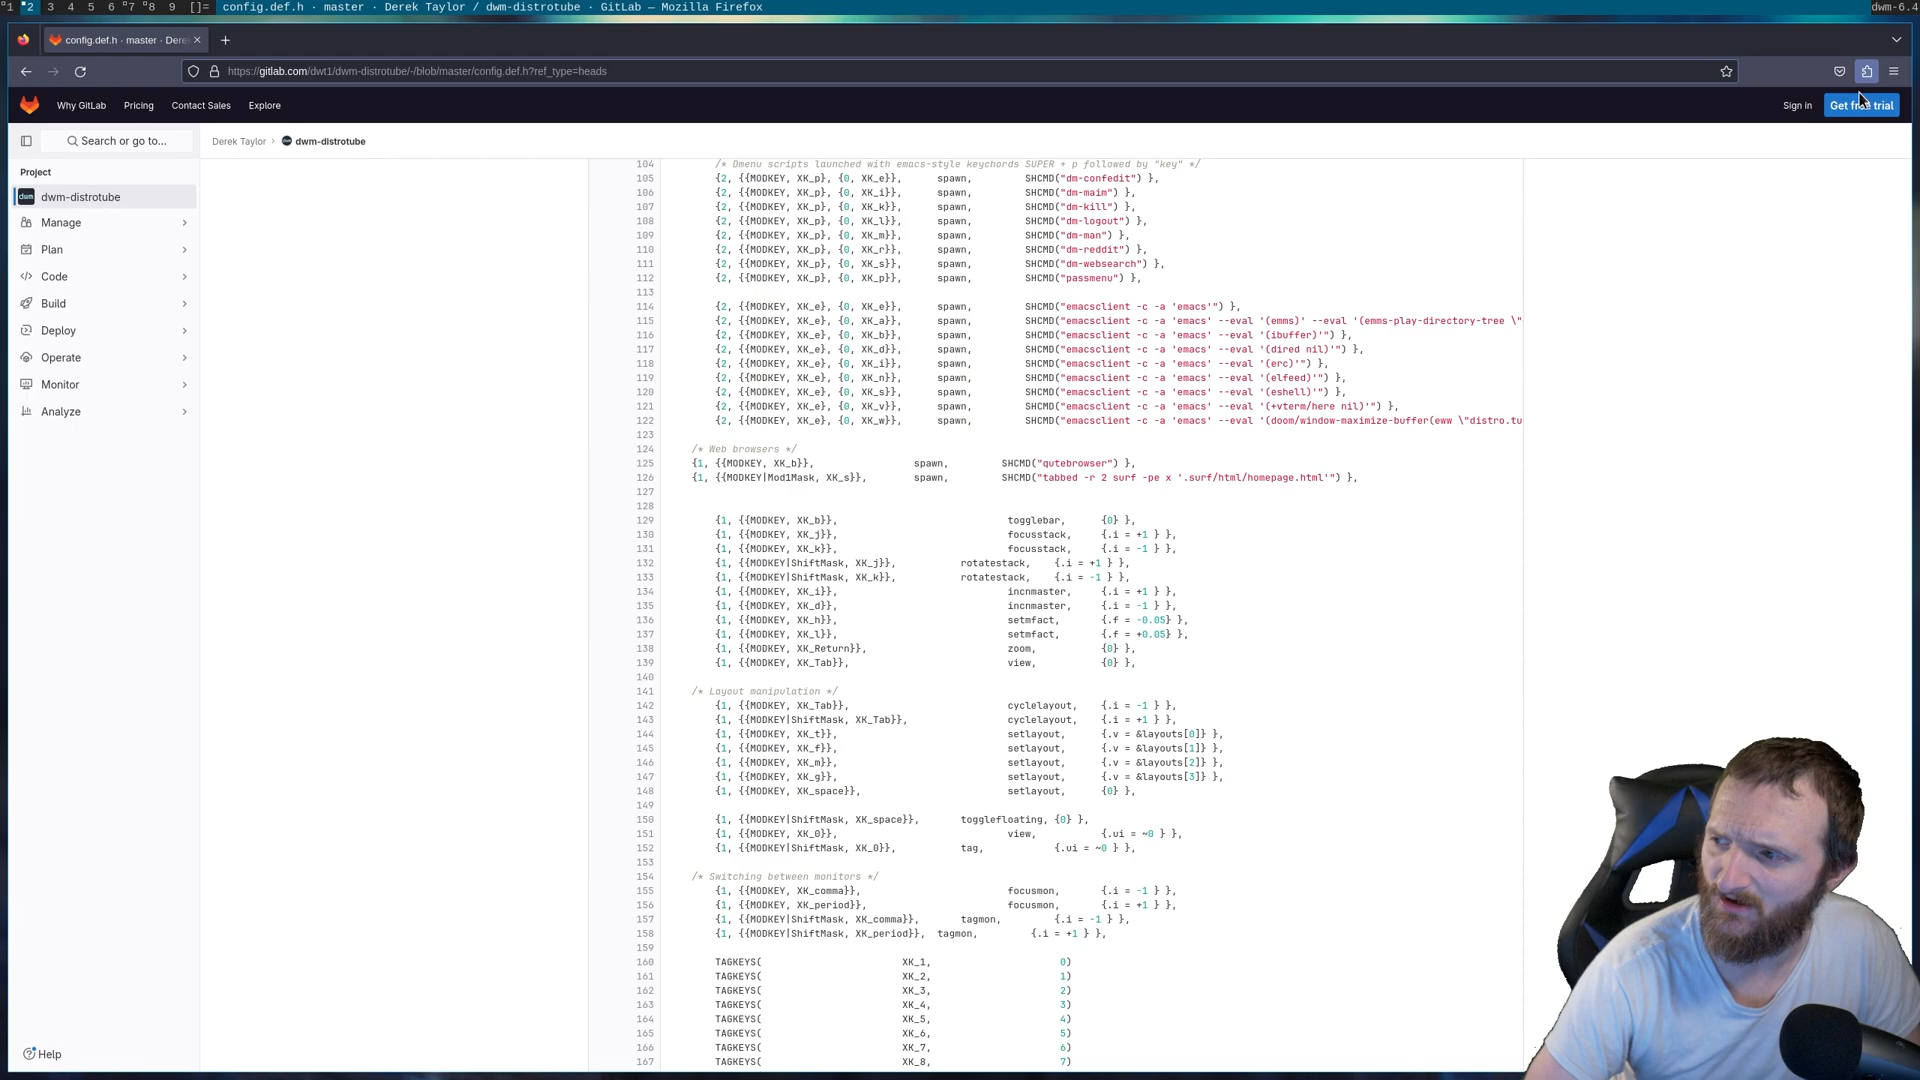 1 2 3 4 5 6 7 8 9 []= config.def.h · master · Derek Taylor / dwm-distrotube · GitLab — Mozilla Firefox dwm-6.4
config.def.h · master · Dere
https://gitlab.com/dwt1/dwm-distrotube/-/blob/master/config.def.h?ref_type=heads
Why GitLab Pricing Contact Sales Explore Sign in Get free trial
Search or go to... Derek Taylor › dwm-distrotube
Project
dwm dwm-distrotube
Manage
Plan
Code
Build
Deploy
Operate
Monitor
Analyze
Help
104 /* Dmenu scripts launched with emacs-style keychords SUPER + p followed by "key" */
105 {2, {{MODKEY, XK_p}, {0, XK_e}}, spawn, SHCMD("dm-confedit") },
106 {2, {{MODKEY, XK_p}, {0, XK_i}}, spawn, SHCMD("dm-maim") },
107 {2, {{MODKEY, XK_p}, {0, XK_k}}, spawn, SHCMD("dm-kill") },
108 {2, {{MODKEY, XK_p}, {0, XK_l}}, spawn, SHCMD("dm-logout") },
109 {2, {{MODKEY, XK_p}, {0, XK_m}}, spawn, SHCMD("dm-man") },
110 {2, {{MODKEY, XK_p}, {0, XK_r}}, spawn, SHCMD("dm-reddit") },
111 {2, {{MODKEY, XK_p}, {0, XK_s}}, spawn, SHCMD("dm-websearch") },
112 {2, {{MODKEY, XK_p}, {0, XK_p}}, spawn, SHCMD("passmenu") },
113
114 {2, {{MODKEY, XK_e}, {0, XK_e}}, spawn, SHCMD("emacsclient -c -a 'emacs'") },
115 {2, {{MODKEY, XK_e}, {0, XK_a}}, spawn, SHCMD("emacsclient -c -a 'emacs' --eval '(emms)' --eval '(emms-play-directory-tree \"
116 {2, {{MODKEY, XK_e}, {0, XK_b}}, spawn, SHCMD("emacsclient -c -a 'emacs' --eval '(ibuffer)'") },
117 {2, {{MODKEY, XK_e}, {0, XK_d}}, spawn, SHCMD("emacsclient -c -a 'emacs' --eval '(dired nil)'") },
118 {2, {{MODKEY, XK_e}, {0, XK_i}}, spawn, SHCMD("emacsclient -c -a 'emacs' --eval '(erc)'") },
119 {2, {{MODKEY, XK_e}, {0, XK_n}}, spawn, SHCMD("emacsclient -c -a 'emacs' --eval '(elfeed)'") },
120 {2, {{MODKEY, XK_e}, {0, XK_s}}, spawn, SHCMD("emacsclient -c -a 'emacs' --eval '(eshell)'") },
121 {2, {{MODKEY, XK_e}, {0, XK_v}}, spawn, SHCMD("emacsclient -c -a 'emacs' --eval '(+vterm/here nil)'") },
122 {2, {{MODKEY, XK_e}, {0, XK_w}}, spawn, SHCMD("emacsclient -c -a 'emacs' --eval '(doom/window-maximize-buffer(eww \"distro.tu
123
124 /* Web browsers */
125 {1, {{MODKEY, XK_b}}, spawn, SHCMD("qutebrowser") },
126 {1, {{MODKEY|Mod1Mask, XK_s}}, spawn, SHCMD("tabbed -r 2 surf -pe x '.surf/html/homepage.html'") },
127
128
129 {1, {{MODKEY, XK_b}}, togglebar, {0} },
130 {1, {{MODKEY, XK_j}}, focusstack, {.i = +1 } },
131 {1, {{MODKEY, XK_k}}, focusstack, {.i = -1 } },
132 {1, {{MODKEY|ShiftMask, XK_j}}, rotatestack, {.i = +1 } },
133 {1, {{MODKEY|ShiftMask, XK_k}}, rotatestack, {.i = -1 } },
134 {1, {{MODKEY, XK_i}}, incnmaster, {.i = +1 } },
135 {1, {{MODKEY, XK_d}}, incnmaster, {.i = -1 } },
136 {1, {{MODKEY, XK_h}}, setmfact, {.f = -0.05} },
137 {1, {{MODKEY, XK_l}}, setmfact, {.f = +0.05} },
138 {1, {{MODKEY, XK_Return}}, zoom, {0} },
139 {1, {{MODKEY, XK_Tab}}, view, {0} },
140
141 /* Layout manipulation */
142 {1, {{MODKEY, XK_Tab}}, cyclelayout, {.i = -1 } },
143 {1, {{MODKEY|ShiftMask, XK_Tab}}, cyclelayout, {.i = +1 } },
144 {1, {{MODKEY, XK_t}}, setlayout, {.v = &layouts[0]} },
145 {1, {{MODKEY, XK_f}}, setlayout, {.v = &layouts[1]} },
146 {1, {{MODKEY, XK_m}}, setlayout, {.v = &layouts[2]} },
147 {1, {{MODKEY, XK_g}}, setlayout, {.v = &layouts[3]} },
148 {1, {{MODKEY, XK_space}}, setlayout, {0} },
149
150 {1, {{MODKEY|ShiftMask, XK_space}}, togglefloating, {0} },
151 {1, {{MODKEY, XK_0}}, view, {.ui = ~0 } },
152 {1, {{MODKEY|ShiftMask, XK_0}}, tag, {.ui = ~0 } },
153
154 /* Switching between monitors */
155 {1, {{MODKEY, XK_comma}}, focusmon, {.i = -1 } },
156 {1, {{MODKEY, XK_period}}, focusmon, {.i = +1 } },
157 {1, {{MODKEY|ShiftMask, XK_comma}}, tagmon, {.i = -1 } },
158 {1, {{MODKEY|ShiftMask, XK_period}}, tagmon, {.i = +1 } },
159
160 TAGKEYS( XK_1, 0)
161 TAGKEYS( XK_2, 1)
162 TAGKEYS( XK_3, 2)
163 TAGKEYS( XK_4, 3)
164 TAGKEYS( XK_5, 4)
165 TAGKEYS( XK_6, 5)
166 TAGKEYS( XK_7, 6)
167 TAGKEYS( XK_8, 7)